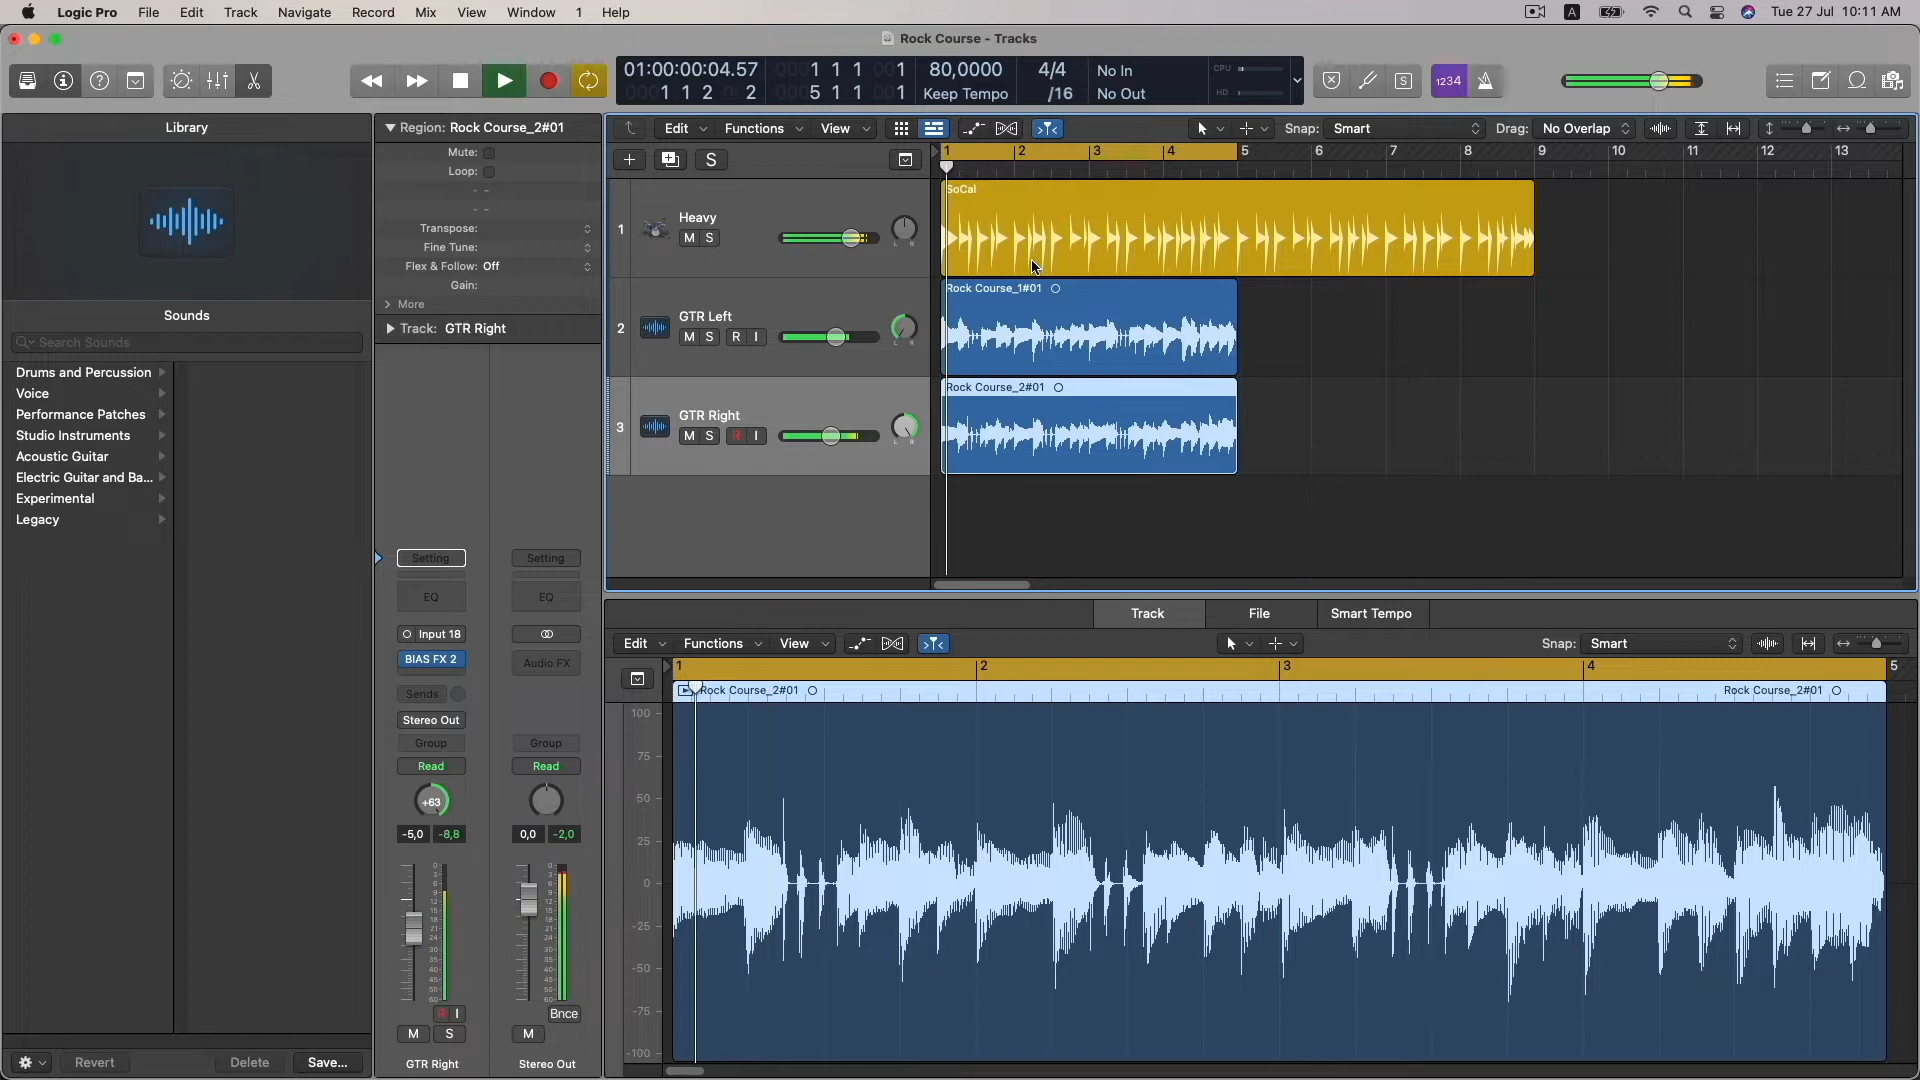 Logic Pro File Edit Track Navigate Record Mix View Window 1 Help A Tue 27 Jul 10:11 AM
Rock Course - Tracks
01:00:00:04.57 1 1 1 1 80,0000 4/4 No In CPU
1 1 2 2 5 1 1 1 Keep Tempo /16 No Out HD
S 1234
Library
Region: Rock Course_2#01
Edit Functions View Snap: Smart Drag: No Overlap
Mute:
Loop:
- -
- -
Transpose:
Fine Tune:
Flex & Follow: Off
Gain:
More
Track: GTR Right
S
1 2 3 4 5 6 7 8 9 10 11 12 13
1 Heavy
M S
L R
SoCal
2 GTR Left
M S R I
L R
Rock Course_1#01
3 GTR Right
M S R I
L R
Rock Course_2#01
Sounds
Search Sounds
Drums and Percussion
Voice
Performance Patches
Studio Instruments
Acoustic Guitar
Electric Guitar and Ba...
Experimental
Legacy
Setting Setting
EQ EQ
Input 18
BIAS FX 2 Audio FX
Sends
Stereo Out
Group Group
Read Read
+63
-5,0 -8,8 0,0 -2,0
R I Bnce
M S M
GTR Right Stereo Out
Revert Delete Save...
Track File Smart Tempo
Edit Functions View Snap: Smart
1 2 3 4 5
Rock Course_2#01 Rock Course_2#01
100
75
50
25
0
-25
-50
-75
-100